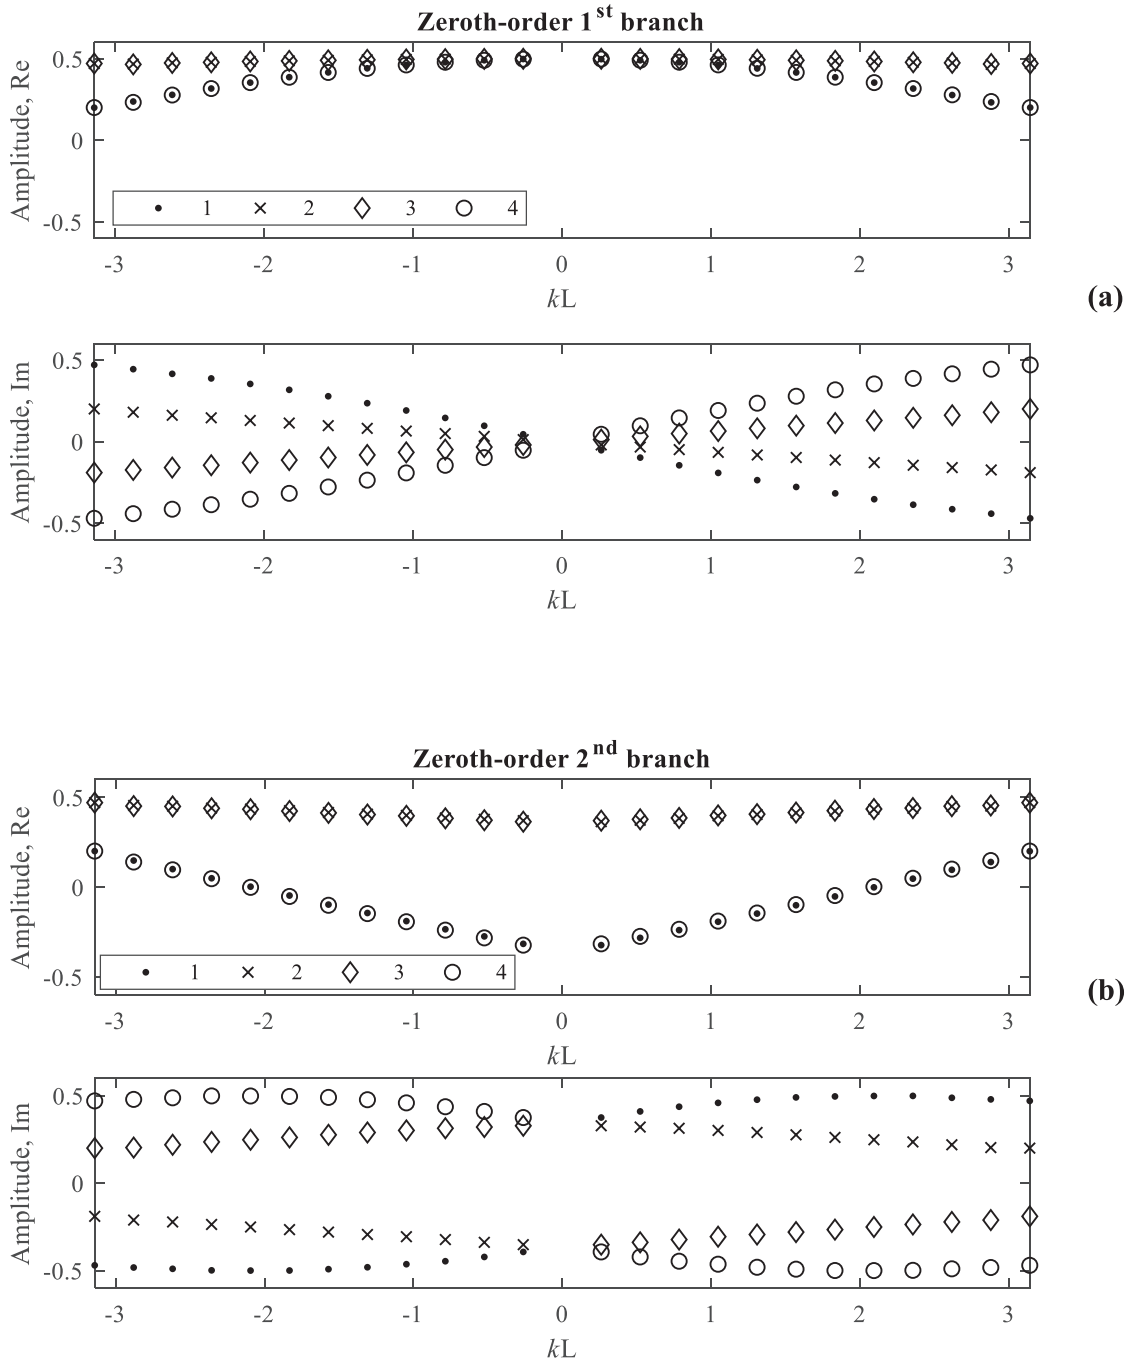 Zeroth-order 1st branch
Amplitude, Re
0.5
0
-0.5
1 2 3 4
-3 -2 -1 0 1 2 3
kL
(a)
Amplitude, Im
0.5
0
-0.5
-3 -2 -1 0 1 2 3
kL
Zeroth-order 2nd branch
Amplitude, Re
0.5
0
-0.5
1 2 3 4
-3 -2 -1 0 1 2 3
kL
(b)
Amplitude, Im
0.5
0
-0.5
-3 -2 -1 0 1 2 3
kL